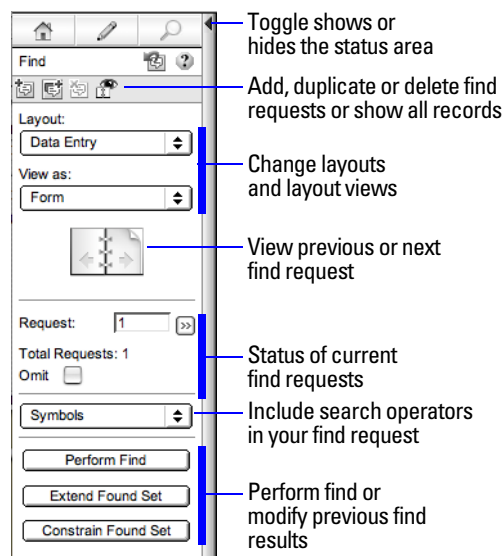 Toggle shows or
hides the status area
Find
?
Add, duplicate or delete find
requests or show all records
Layout:
Data Entry
View as:
Form
Change layouts
and layout views
View previous or next
find request
Request: 1 >>
Total Requests: 1
Omit
Status of current
find requests
Symbols
Include search operators
in your find request
Perform Find
Extend Found Set
Constrain Found Set
Perform find or
modify previous find
results